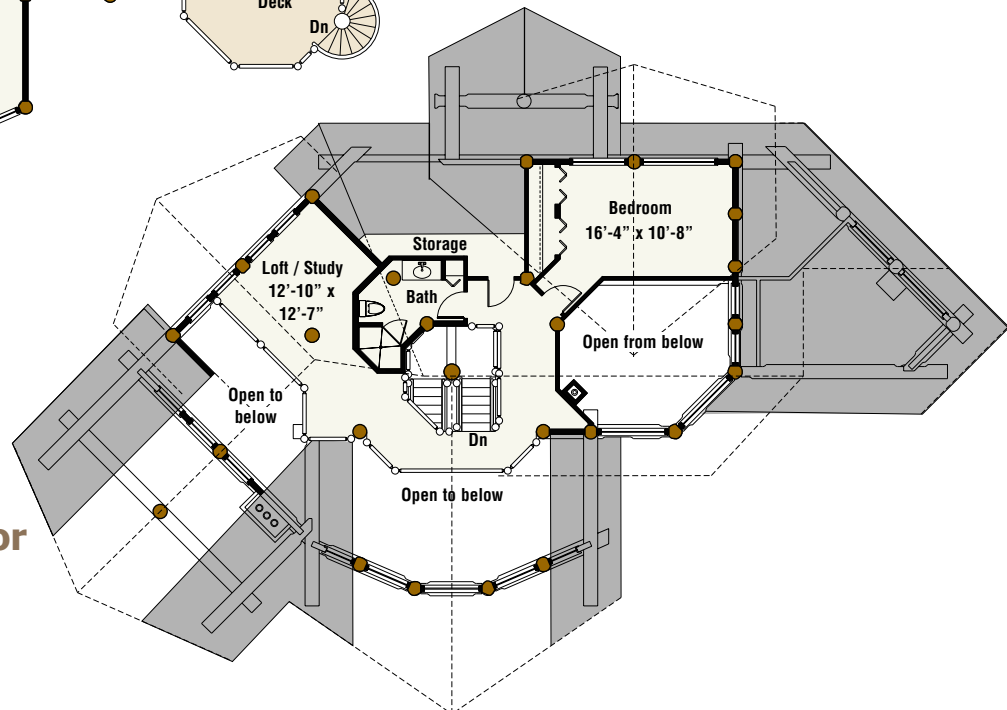 Deck
Dn
Bedroom
16’-4” x 10’-8”
Storage
Loft / Study
12’-10” x
12’-7”
Bath
Open from below
Open to
below
Dn
Open to below
or